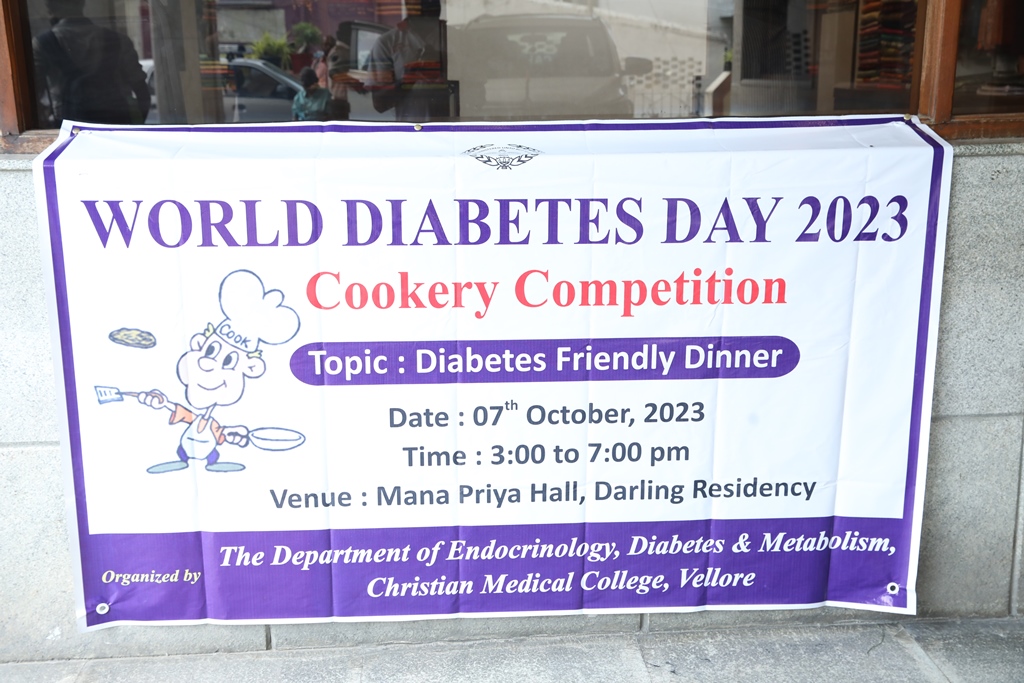 WORLD DIABETES DAY 2023
Cookery Competition
COOK
Topic : Diabetes Friendly Dinner
Date : 07th October, 2023
Time : 3:00 to 7:00 pm
Venue : Mana Priya Hall, Darling Residency
Organized by
The Department of Endocrinology, Diabetes & Metabolism,
Christian Medical College, Vellore